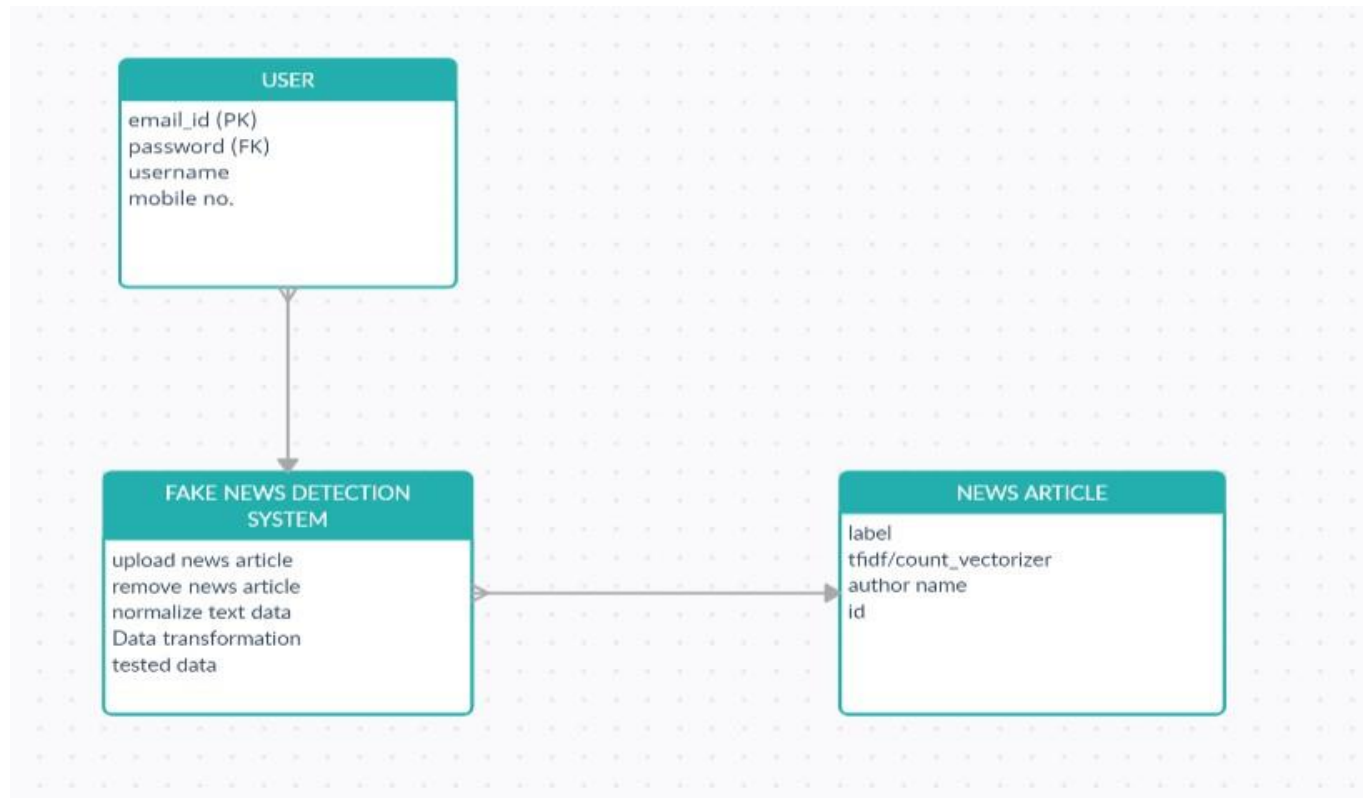 USER
email_id (PK)
password (FK)
username
mobile no.
FAKE NEWS DETECTION
SYSTEM
upload news article
remove news article
normalize text data
Data transformation
tested data
NEWS ARTICLE
label
tfidf/count_vectorizer
author name
id